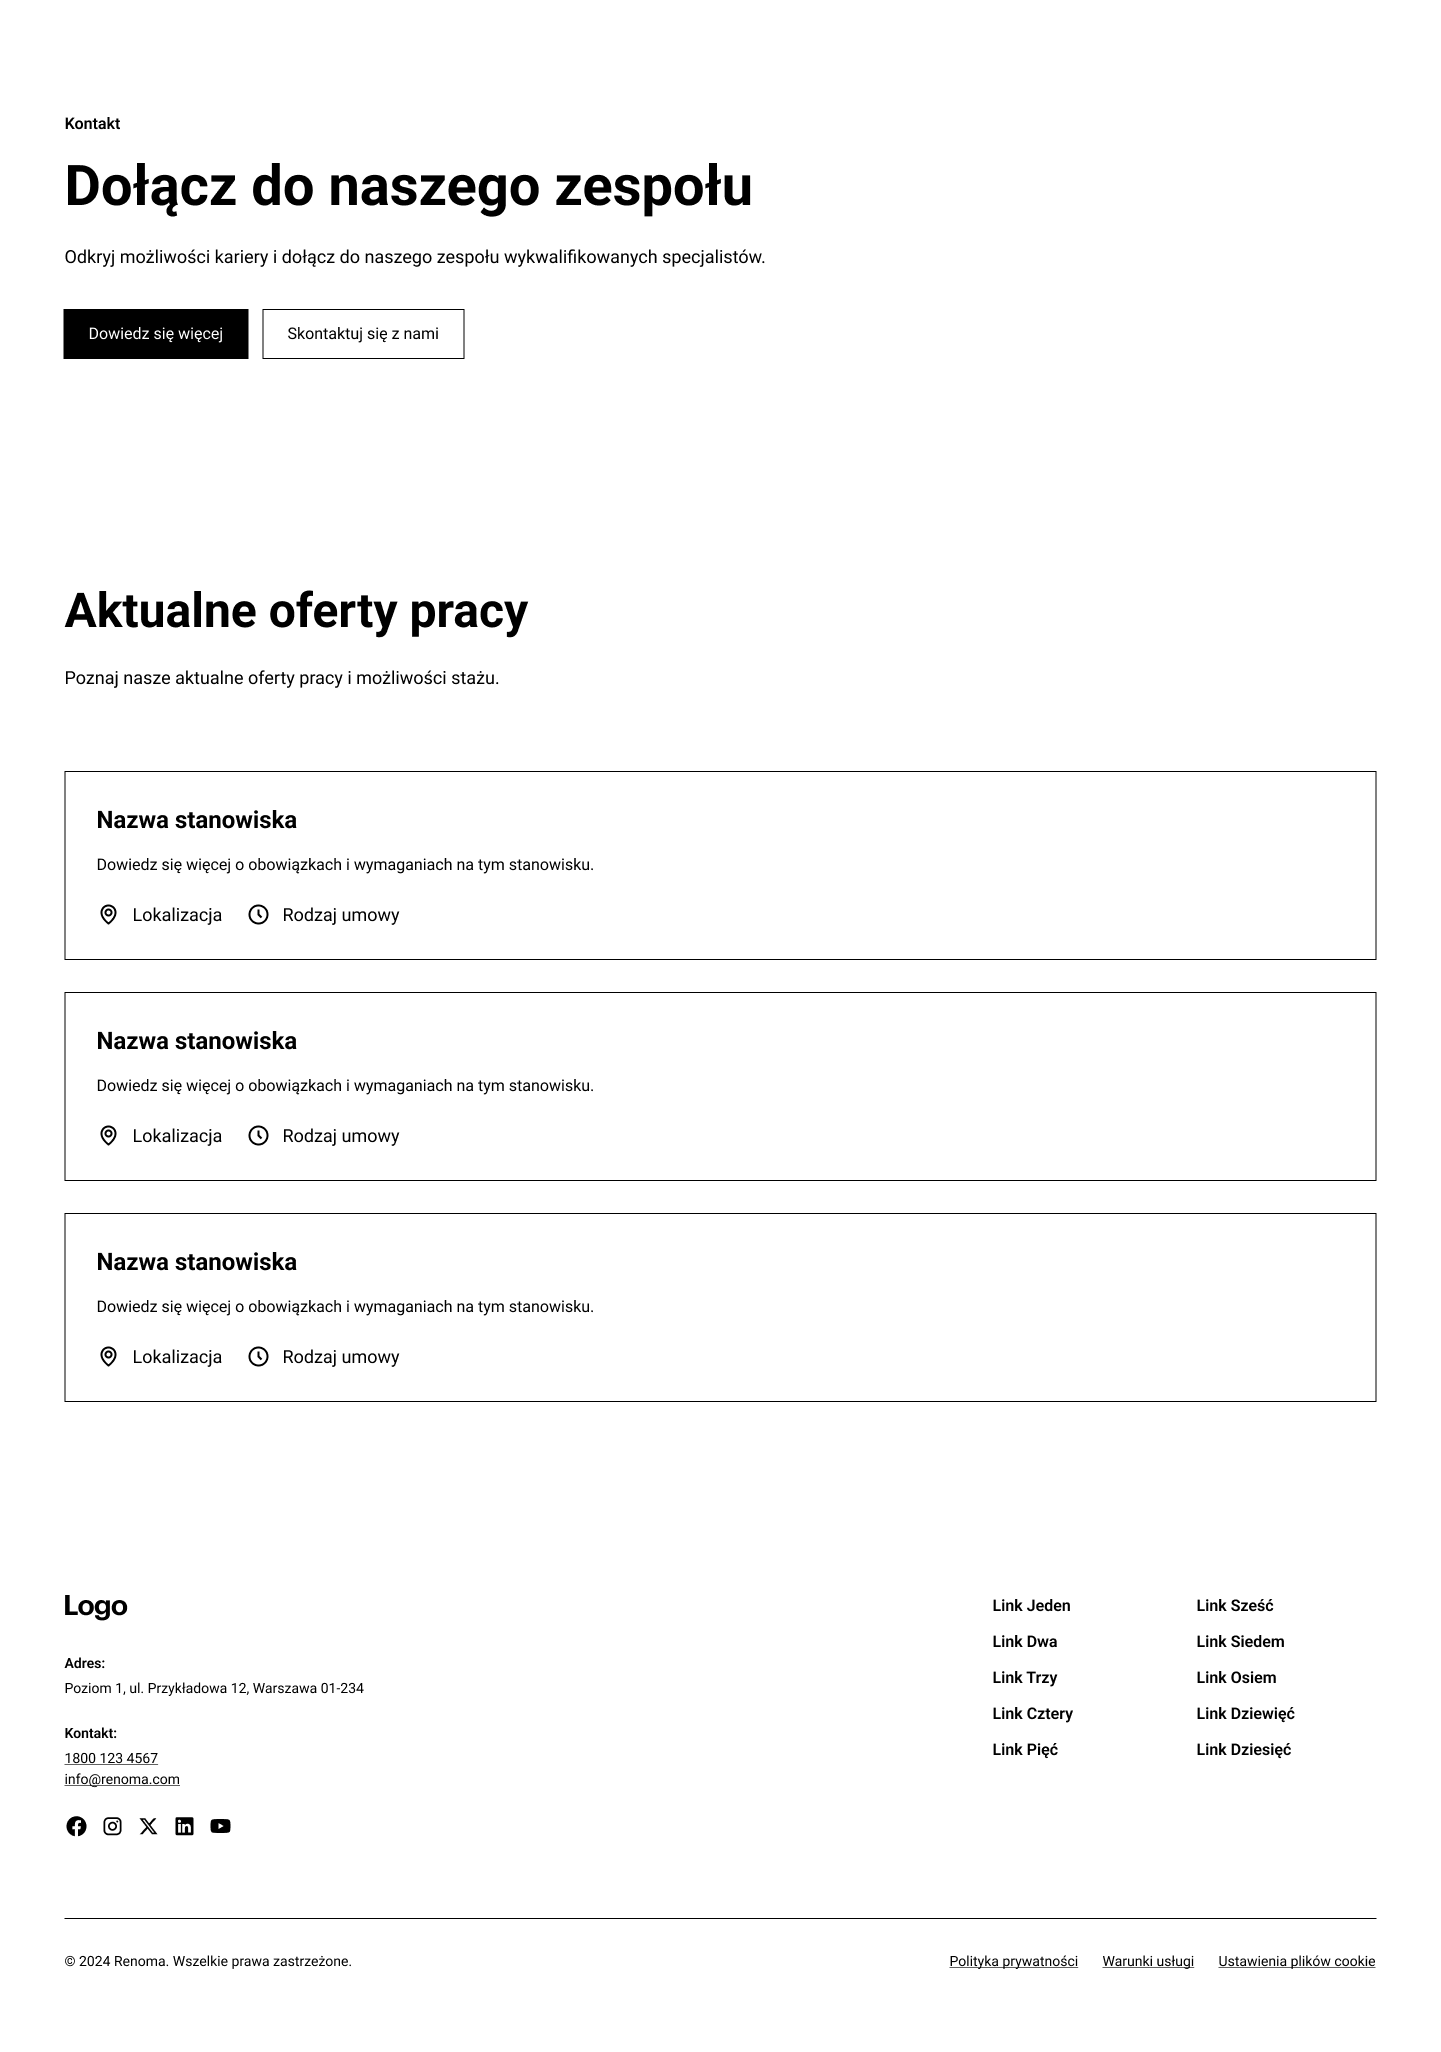 Kontakt
Dołącz do naszego zespołu
Odkryj możliwości kariery i dołącz do naszego zespołu wykwalifikowanych specjalistów.
Dowiedz się więcej
Skontaktuj się z nami
Aktualne oferty pracy
Poznaj nasze aktualne oferty pracy i możliwości stażu.
Nazwa stanowiska
Dowiedz się więcej o obowiązkach i wymaganiach na tym stanowisku.
Lokalizacja
Rodzaj umowy
Nazwa stanowiska
Dowiedz się więcej o obowiązkach i wymaganiach na tym stanowisku.
Lokalizacja
Rodzaj umowy
Nazwa stanowiska
Dowiedz się więcej o obowiązkach i wymaganiach na tym stanowisku.
Lokalizacja
Rodzaj umowy
Logo
Adres:
Poziom 1, ul. Przykładowa 12, Warszawa 01-234
Kontakt:
1800 123 4567
info@renoma.com
Link Jeden
Link Dwa
Link Trzy
Link Cztery
Link Pięć
Link Sześć
Link Siedem
Link Osiem
Link Dziewięć
Link Dziesięć
© 2024 Renoma. Wszelkie prawa zastrzeżone.
Polityka prywatności
Warunki usługi
Ustawienia plików cookie